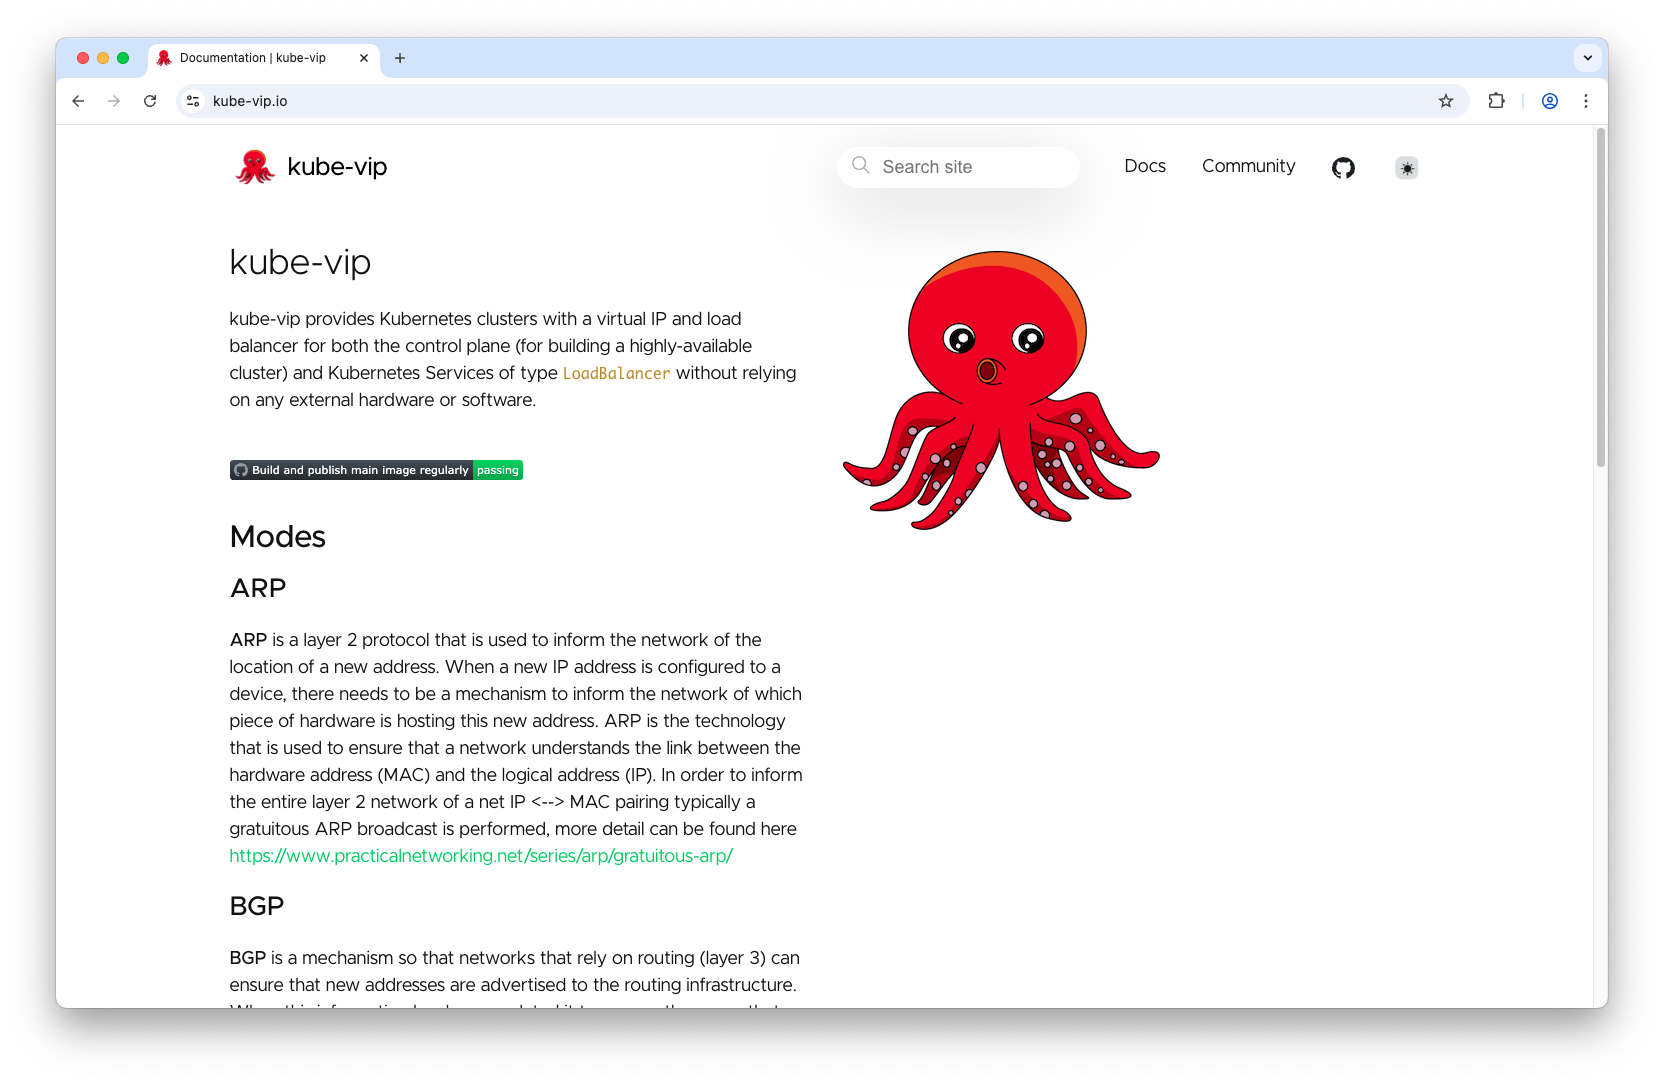 Documentation | kube-vip
kube-vip.io
kube-vip
Search site
Docs
Community
kube-vip
kube-vip provides Kubernetes clusters with a virtual IP and load
balancer for both the control plane (for building a highly-available
cluster) and Kubernetes Services of type LoadBalancer without relying
on any external hardware or software.
Build and publish main image regularly passing
Modes
ARP
ARP is a layer 2 protocol that is used to inform the network of the
location of a new address. When a new IP address is configured to a
device, there needs to be a mechanism to inform the network of which
piece of hardware is hosting this new address. ARP is the technology
that is used to ensure that a network understands the link between the
hardware address (MAC) and the logical address (IP). In order to inform
the entire layer 2 network of a net IP <--> MAC pairing typically a
gratuitous ARP broadcast is performed, more detail can be found here
https://www.practicalnetworking.net/series/arp/gratuitous-arp/
BGP
BGP is a mechanism so that networks that rely on routing (layer 3) can
ensure that new addresses are advertised to the routing infrastructure.